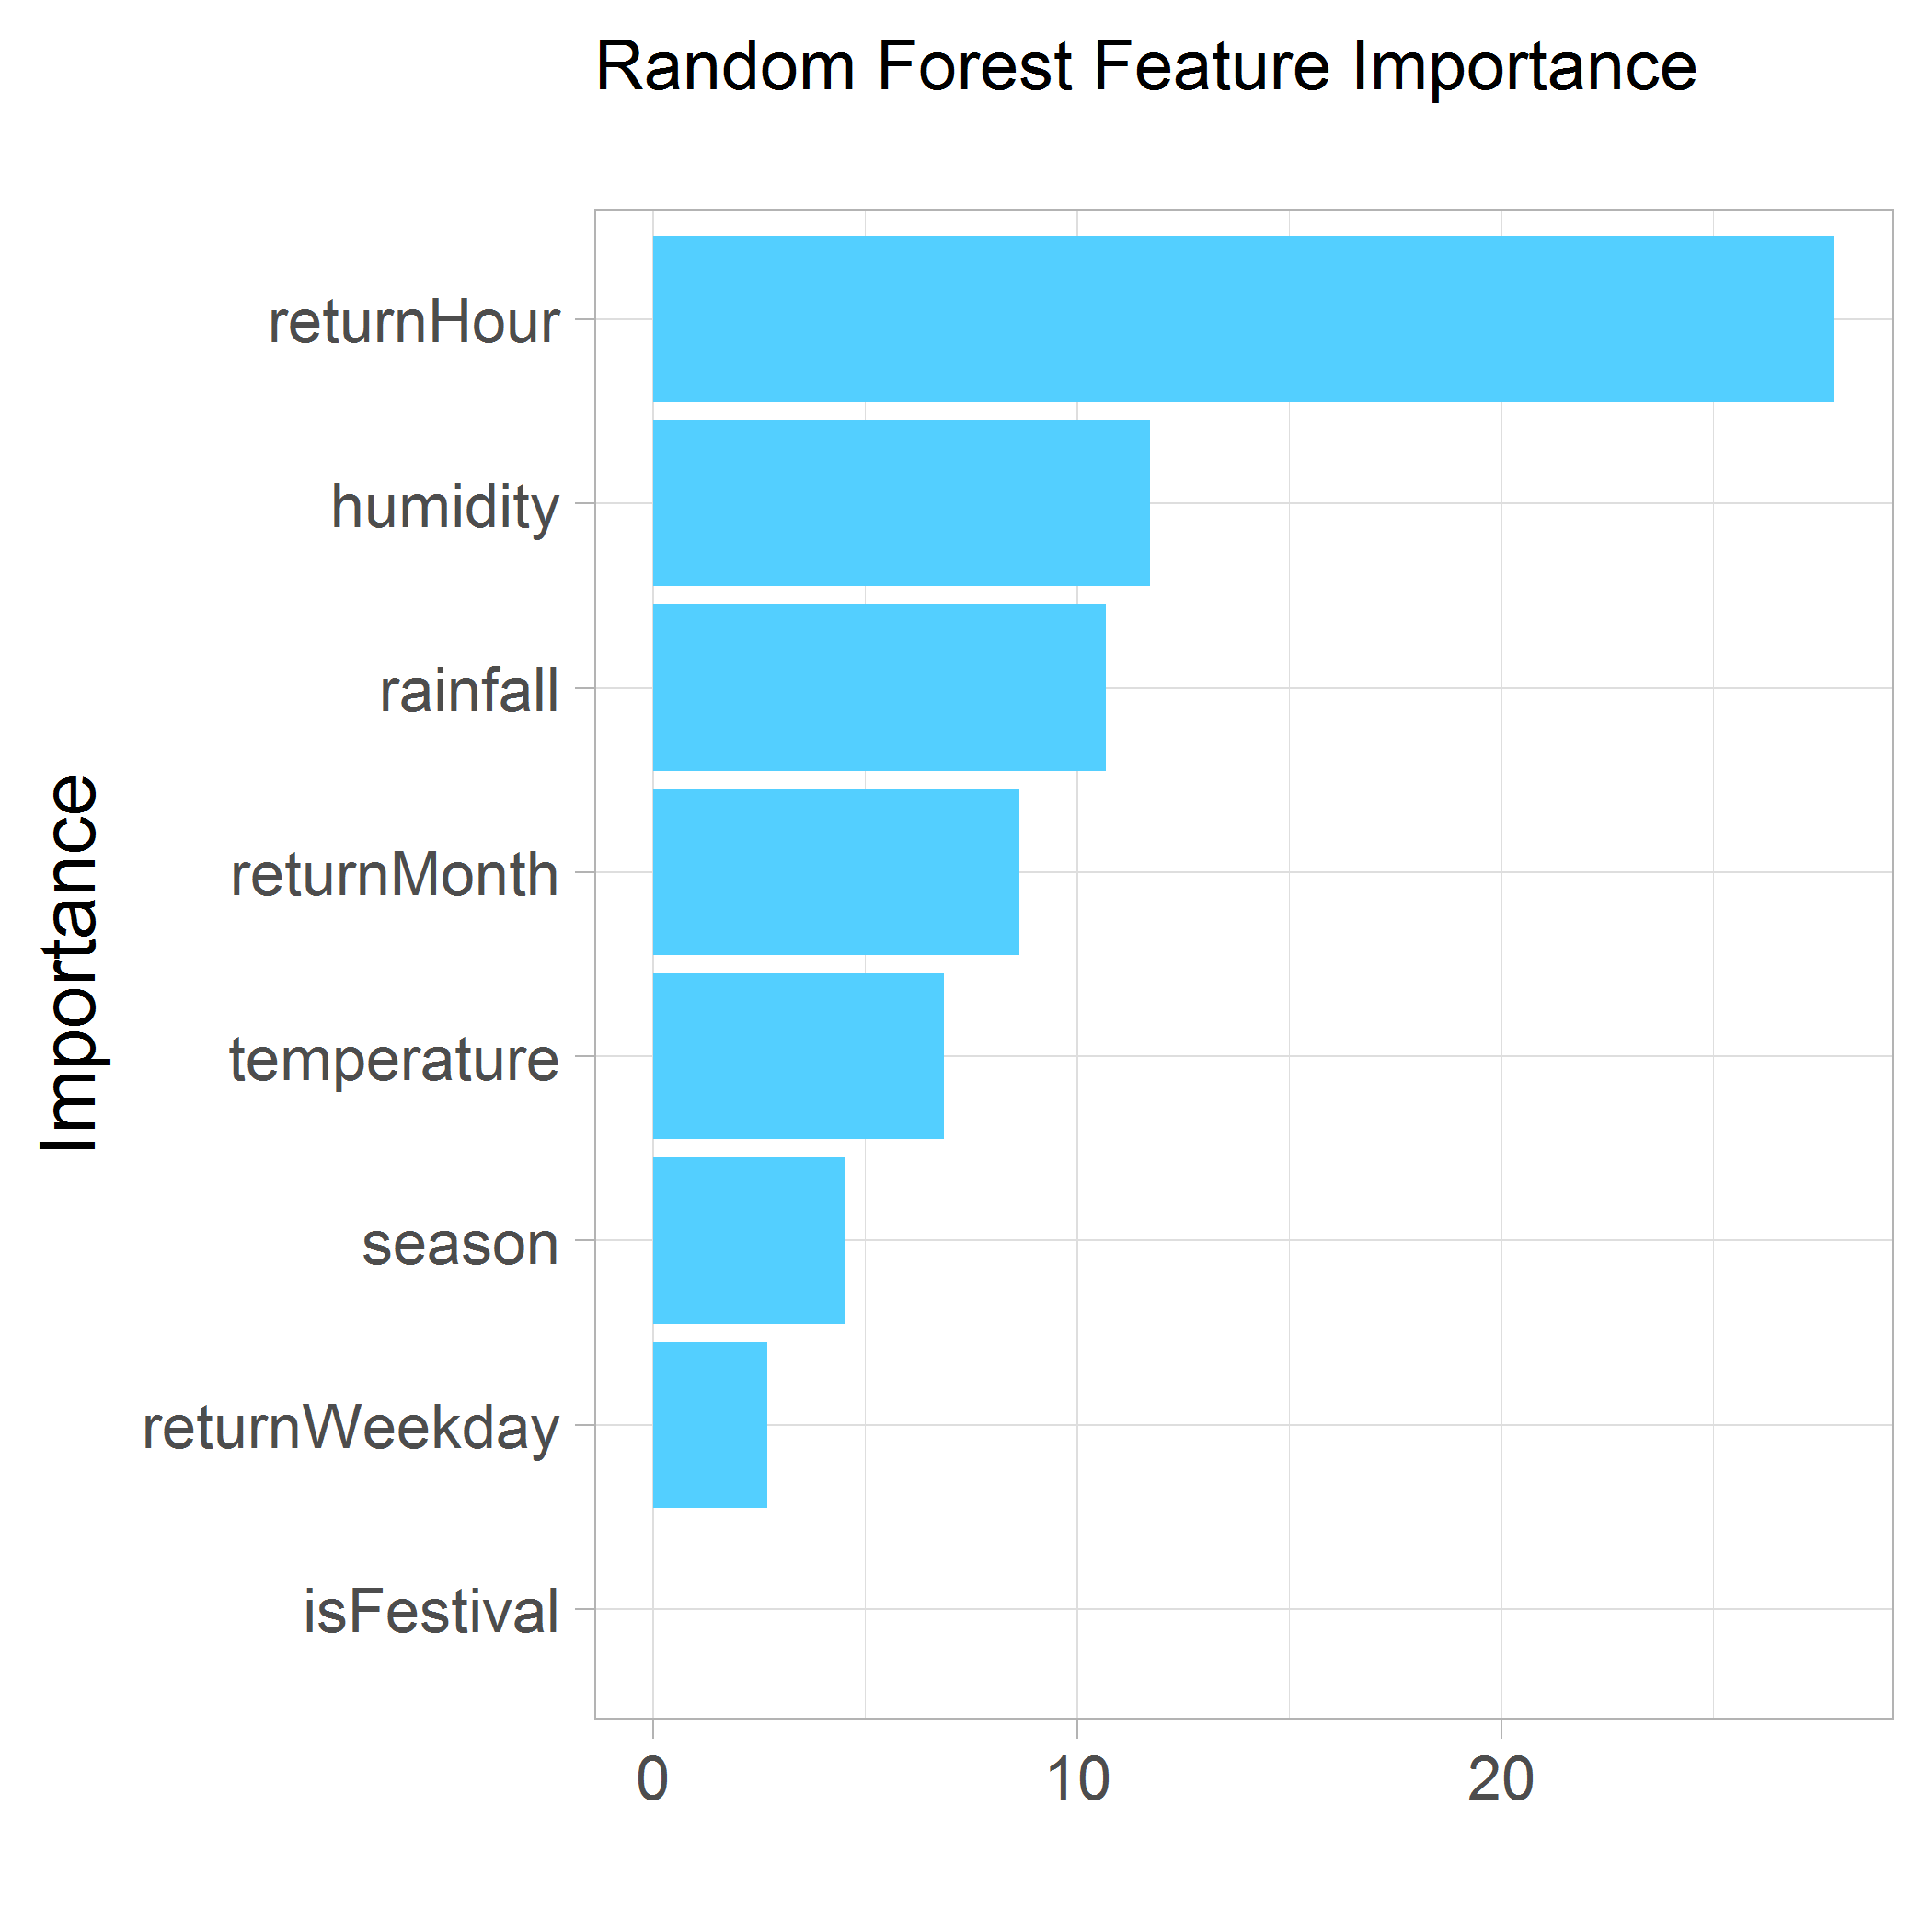 Random Forest Feature Importance
Importance
returnHour
humidity
rainfall
returnMonth
temperature
season
returnWeekday
isFestival
0 10 20